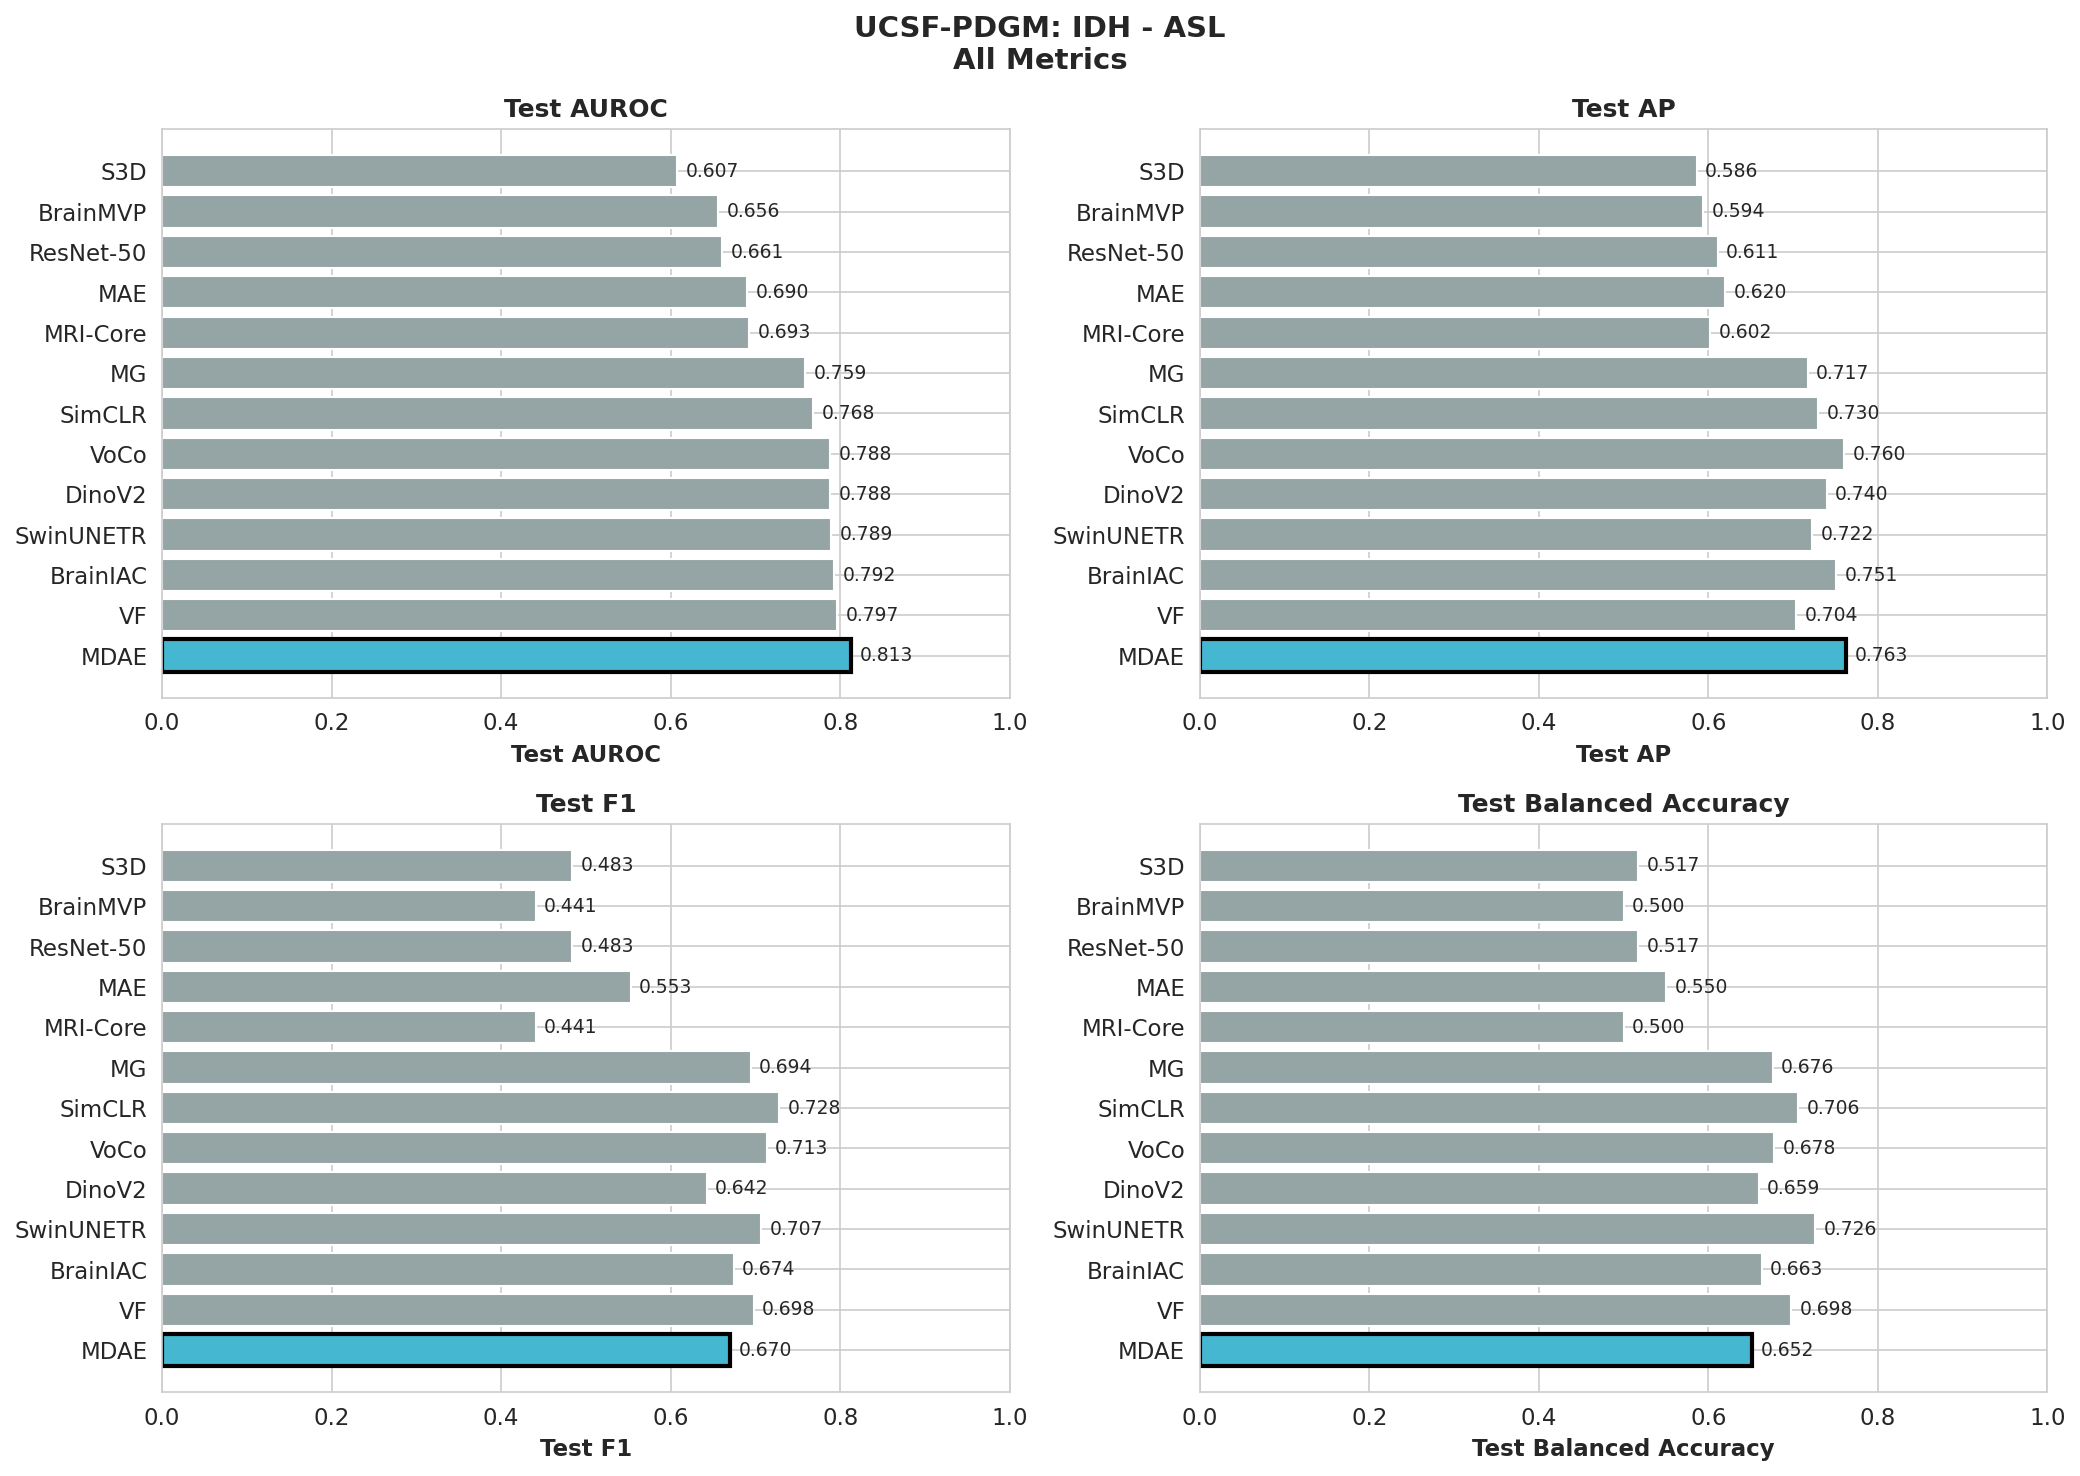 UCSF-PDGM: IDH - ASL
All Metrics
Test AUROC
S3D 0.607
BrainMVP 0.656
ResNet-50 0.661
MAE 0.690
MRI-Core 0.693
MG 0.759
SimCLR 0.768
VoCo 0.788
DinoV2 0.788
SwinUNETR 0.789
BrainIAC 0.792
VF 0.797
MDAE 0.813
0.0 0.2 0.4 0.6 0.8 1.0
Test AUROC
Test AP
S3D 0.586
BrainMVP 0.594
ResNet-50 0.611
MAE 0.620
MRI-Core 0.602
MG 0.717
SimCLR 0.730
VoCo 0.760
DinoV2 0.740
SwinUNETR 0.722
BrainIAC 0.751
VF 0.704
MDAE 0.763
0.0 0.2 0.4 0.6 0.8 1.0
Test AP
Test F1
S3D 0.483
BrainMVP 0.441
ResNet-50 0.483
MAE 0.553
MRI-Core 0.441
MG 0.694
SimCLR 0.728
VoCo 0.713
DinoV2 0.642
SwinUNETR 0.707
BrainIAC 0.674
VF 0.698
MDAE 0.670
0.0 0.2 0.4 0.6 0.8 1.0
Test F1
Test Balanced Accuracy
S3D 0.517
BrainMVP 0.500
ResNet-50 0.517
MAE 0.550
MRI-Core 0.500
MG 0.676
SimCLR 0.706
VoCo 0.678
DinoV2 0.659
SwinUNETR 0.726
BrainIAC 0.663
VF 0.698
MDAE 0.652
0.0 0.2 0.4 0.6 0.8 1.0
Test Balanced Accuracy